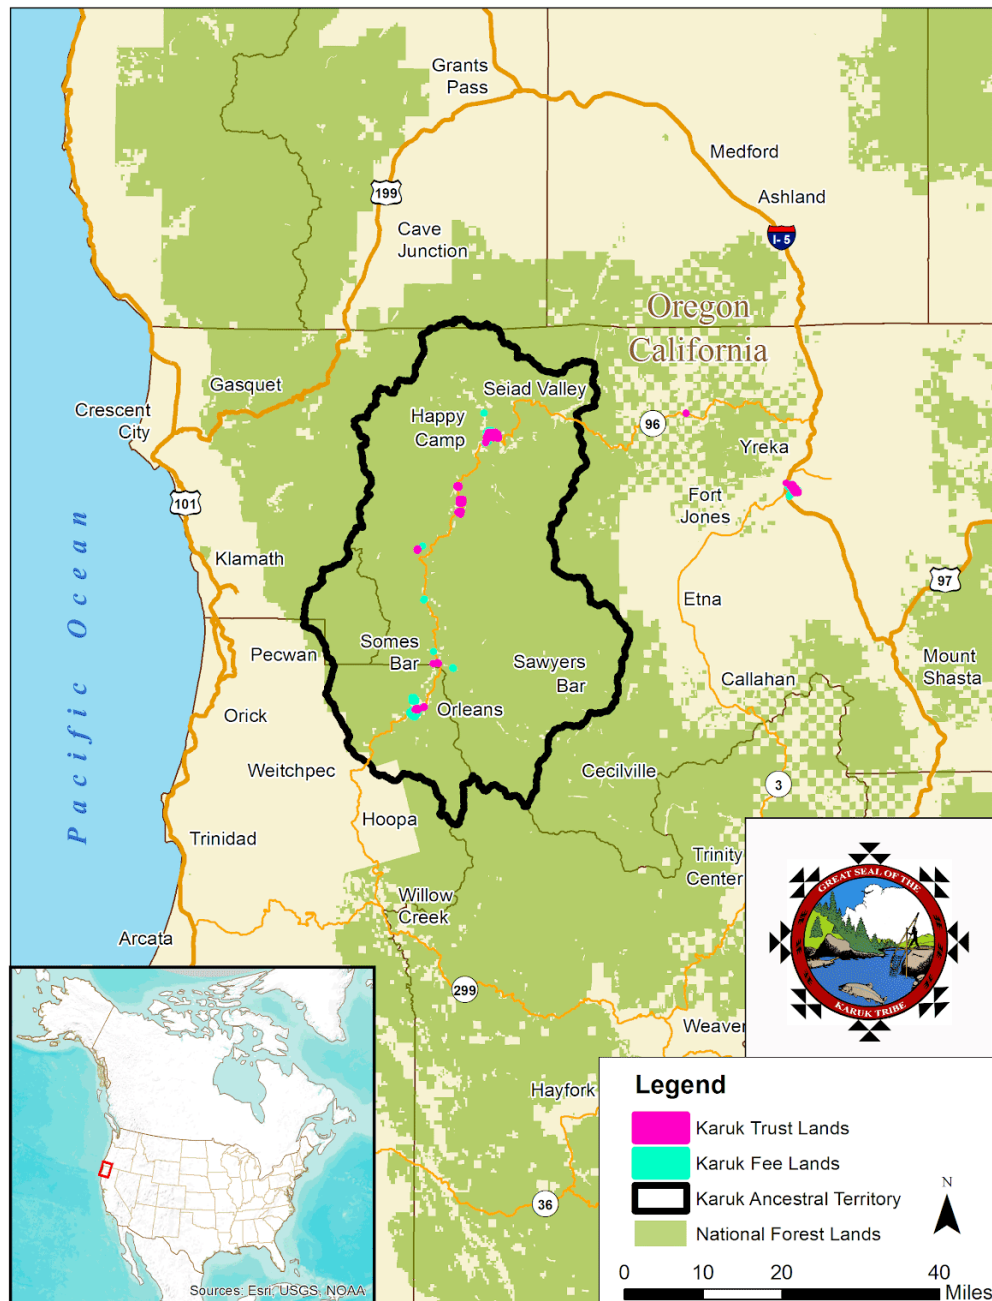 Grants
Pass
Medford
Ashland
199
I-5
Cave
Junction
Oregon
California
Gasquet
Seiad Valley
Crescent
City
Happy
Camp
96
Yreka
101
Fort
Jones
Klamath
97
Etna
Pacific Ocean
Pecwan
Somes
Bar
Sawyers
Bar
Mount
Shasta
Callahan
Orick
Orleans
Weitchpec
Cecilville
3
Hoopa
Trinidad
Trinity
Center
Willow
Creek
Arcata
299
Weaver
Hayfork
36
GREAT SEAL OF THE
KARUK TRIBE
Sources: Esri, USGS, NOAA
Legend
Karuk Trust Lands
Karuk Fee Lands
Karuk Ancestral Territory
National Forest Lands
N
0 10 20 40
Miles